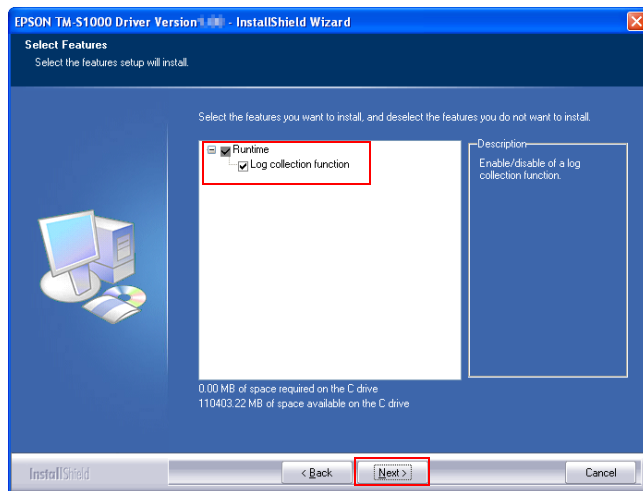 EPSON TM-S1000 Driver Version - InstallShield Wizard
Select Features
Select the features setup will install.
Select the features you want to install, and deselect the features you do not want to install.
Runtime
Log collection function
Description
Enable/disable of a log
collection function.
0.00 MB of space required on the C drive
110403.22 MB of space available on the C drive
InstallShield
< Back
Next >
Cancel